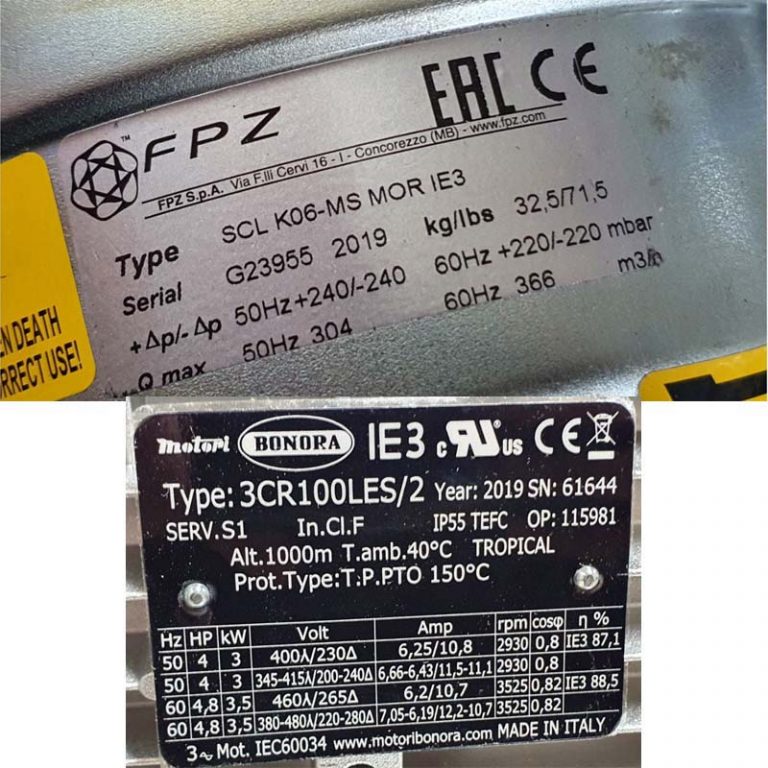 EAC CE
™ FPZ
FPZ S.p.A. Via F.lli Cervi 16 - I - Concorezzo (MB) - www.fpz.com
Type SCL K06-MS MOR IE3
Serial G23955 2019 kg/lbs 32,5/71,5
+Δp/-Δp 50Hz+240/-240 60Hz +220/-220 mbar
Q max 50Hz 304 60Hz 366 m3/h
DEATH
USE!
motori BONORA IE3 c RU US CE
Type: 3CR100LES/2 Year: 2019 SN: 61644
SERV.S1 In.Cl.F IP55 TEFC OP: 115981
Alt.1000m T.amb.40°C TROPICAL
Prot.Type:T.P.PTO 150°C
Hz HP kW Volt Amp rpm cosφ η %
50 4 3 400⅄/230Δ 6,25/10,8 2930 0,8 IE3 87,1
50 4 3 345-415⅄/200-240Δ 6,66-6,43/11,5-11,1 2930 0,8
60 4,8 3,5 460⅄/265Δ 6,2/10,7 3525 0,82 IE3 88,5
60 4,8 3,5 380-480⅄/220-280Δ 7,05-6,19/12,2-10,7 3525 0,82
3∿ Mot. IEC60034 www.motoribonora.com MADE IN ITALY